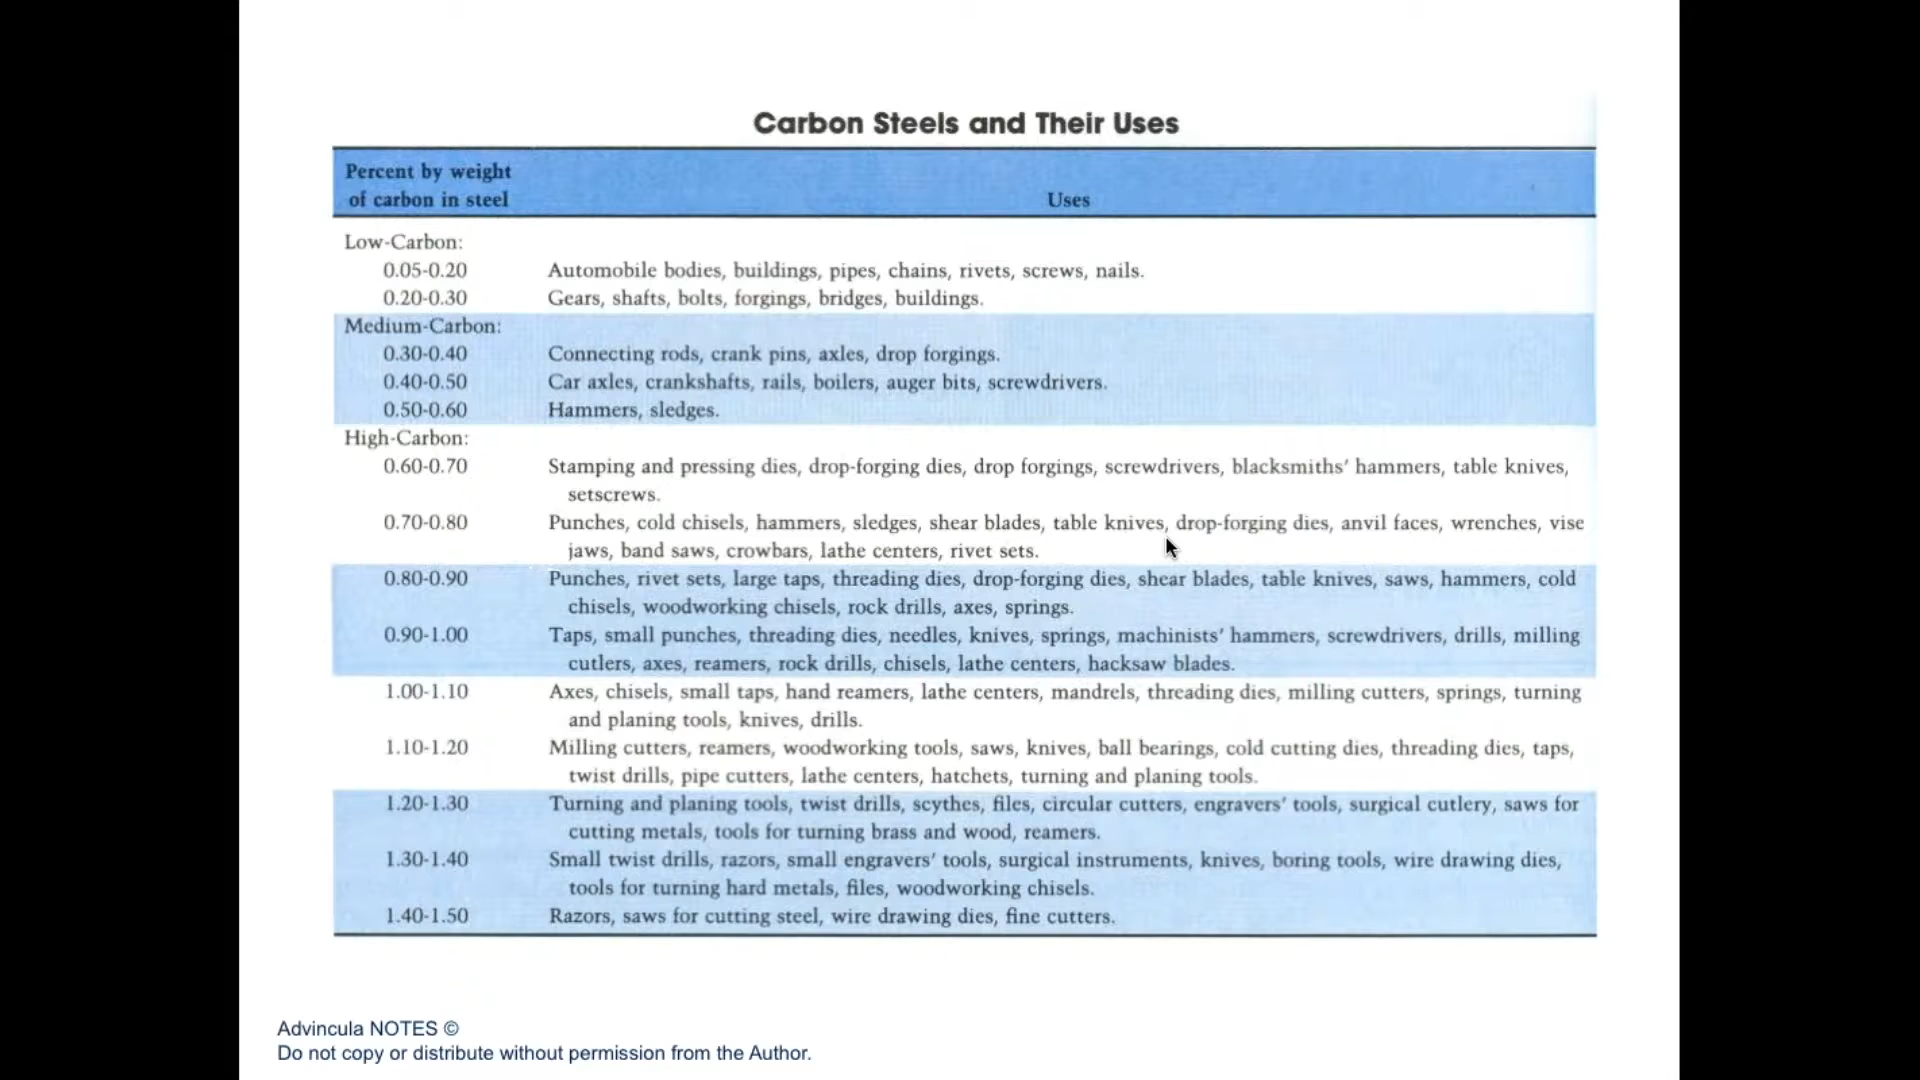 Carbon Steels and Their Uses
Percent by weight
of carbon in steel
Uses
Low-Carbon:
0.05-0.20 Automobile bodies, buildings, pipes, chains, rivets, screws, nails.
0.20-0.30 Gears, shafts, bolts, forgings, bridges, buildings.
Medium-Carbon:
0.30-0.40 Connecting rods, crank pins, axles, drop forgings.
0.40-0.50 Car axles, crankshafts, rails, boilers, auger bits, screwdrivers.
0.50-0.60 Hammers, sledges.
High-Carbon:
0.60-0.70 Stamping and pressing dies, drop-forging dies, drop forgings, screwdrivers, blacksmiths' hammers, table knives,
setscrews.
0.70-0.80 Punches, cold chisels, hammers, sledges, shear blades, table knives, drop-forging dies, anvil faces, wrenches, vise
jaws, band saws, crowbars, lathe centers, rivet sets.
0.80-0.90 Punches, rivet sets, large taps, threading dies, drop-forging dies, shear blades, table knives, saws, hammers, cold
chisels, woodworking chisels, rock drills, axes, springs.
0.90-1.00 Taps, small punches, threading dies, needles, knives, springs, machinists' hammers, screwdrivers, drills, milling
cutlers, axes, reamers, rock drills, chisels, lathe centers, hacksaw blades.
1.00-1.10 Axes, chisels, small taps, hand reamers, lathe centers, mandrels, threading dies, milling cutters, springs, turning
and planing tools, knives, drills.
1.10-1.20 Milling cutters, reamers, woodworking tools, saws, knives, ball bearings, cold cutting dies, threading dies, taps,
twist drills, pipe cutters, lathe centers, hatchets, turning and planing tools.
1.20-1.30 Turning and planing tools, twist drills, scythes, files, circular cutters, engravers' tools, surgical cutlery, saws for
cutting metals, tools for turning brass and wood, reamers.
1.30-1.40 Small twist drills, razors, small engravers' tools, surgical instruments, knives, boring tools, wire drawing dies,
tools for turning hard metals, files, woodworking chisels.
1.40-1.50 Razors, saws for cutting steel, wire drawing dies, fine cutters.
Advincula NOTES ©
Do not copy or distribute without permission from the Author.